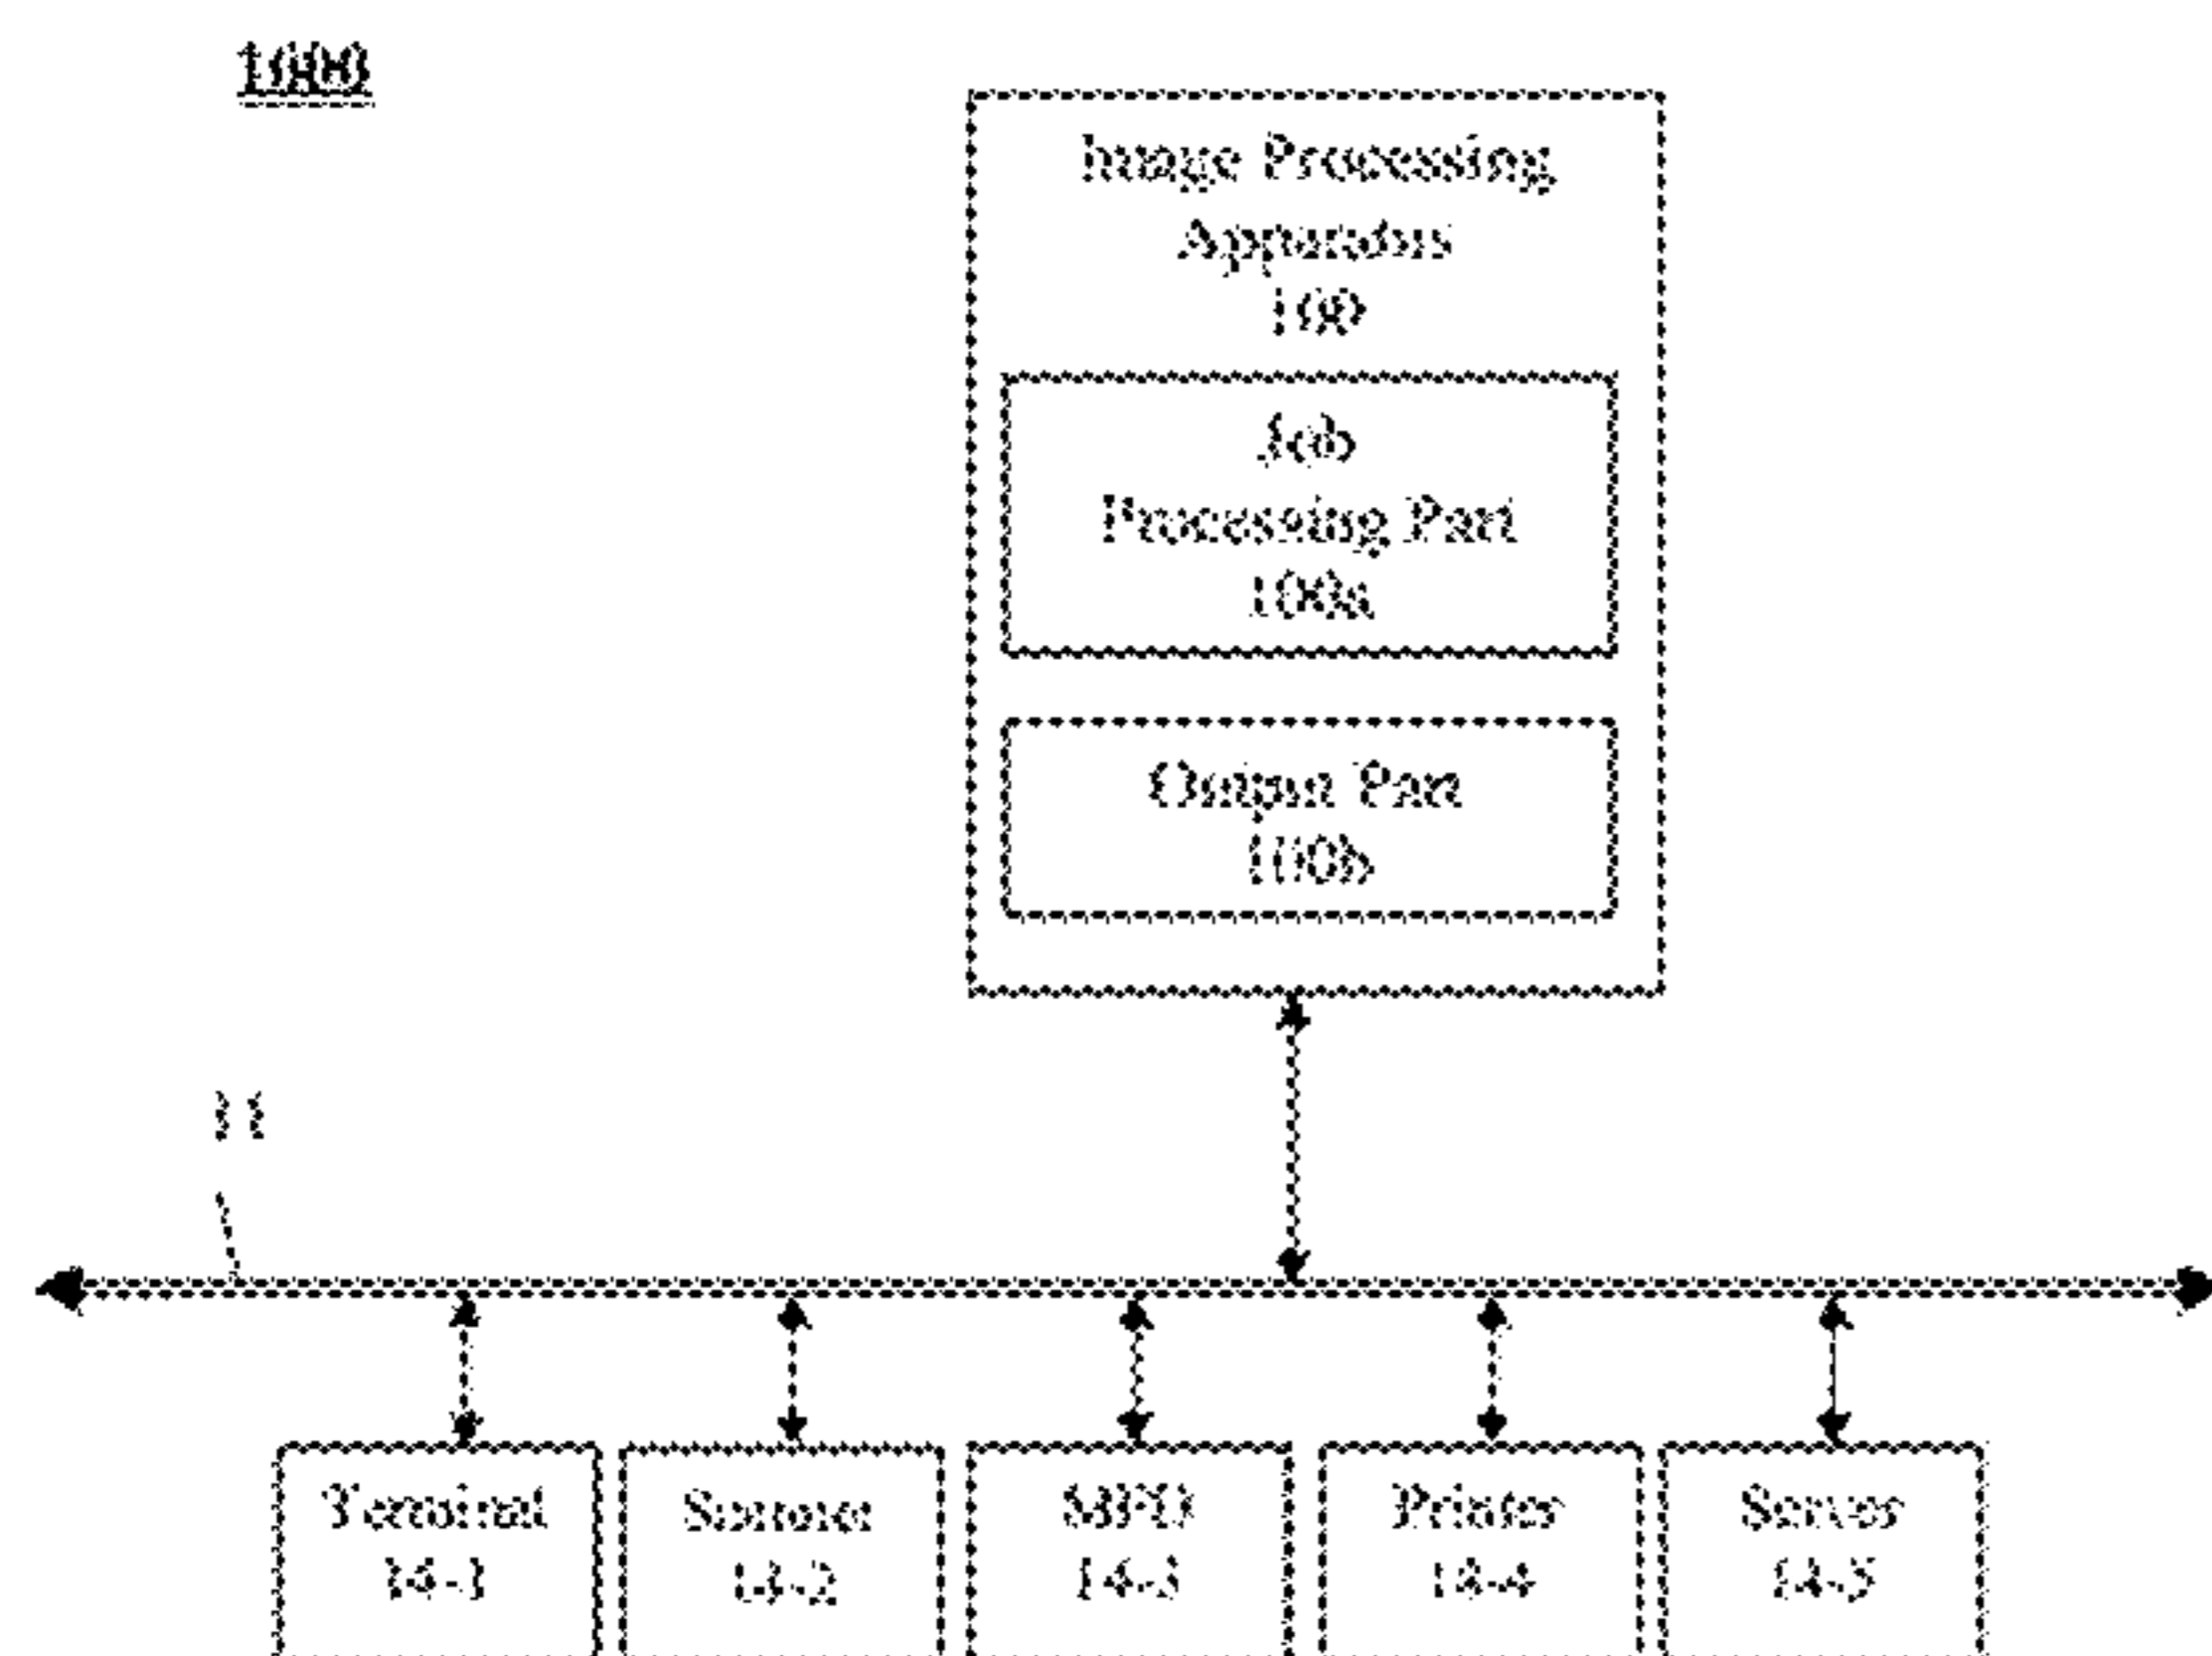 1000
Image Processing
Apparatus
100
Job
Processing Part
100a
Output Part
100b
11
Terminal
14-1
Scanner
14-2
MFD
14-3
Printer
14-4
Server
14-5